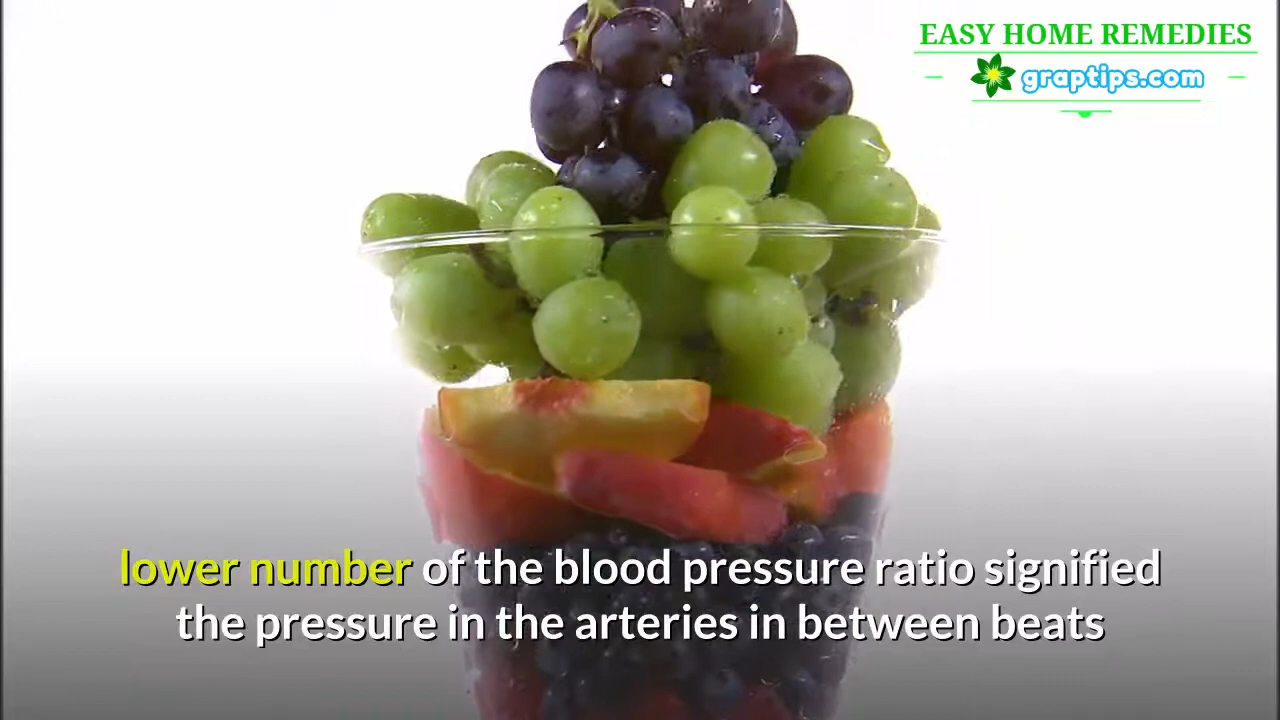 EASY HOME REMEDIES
graptips.com
lower number of the blood pressure ratio signified
the pressure in the arteries in between beats